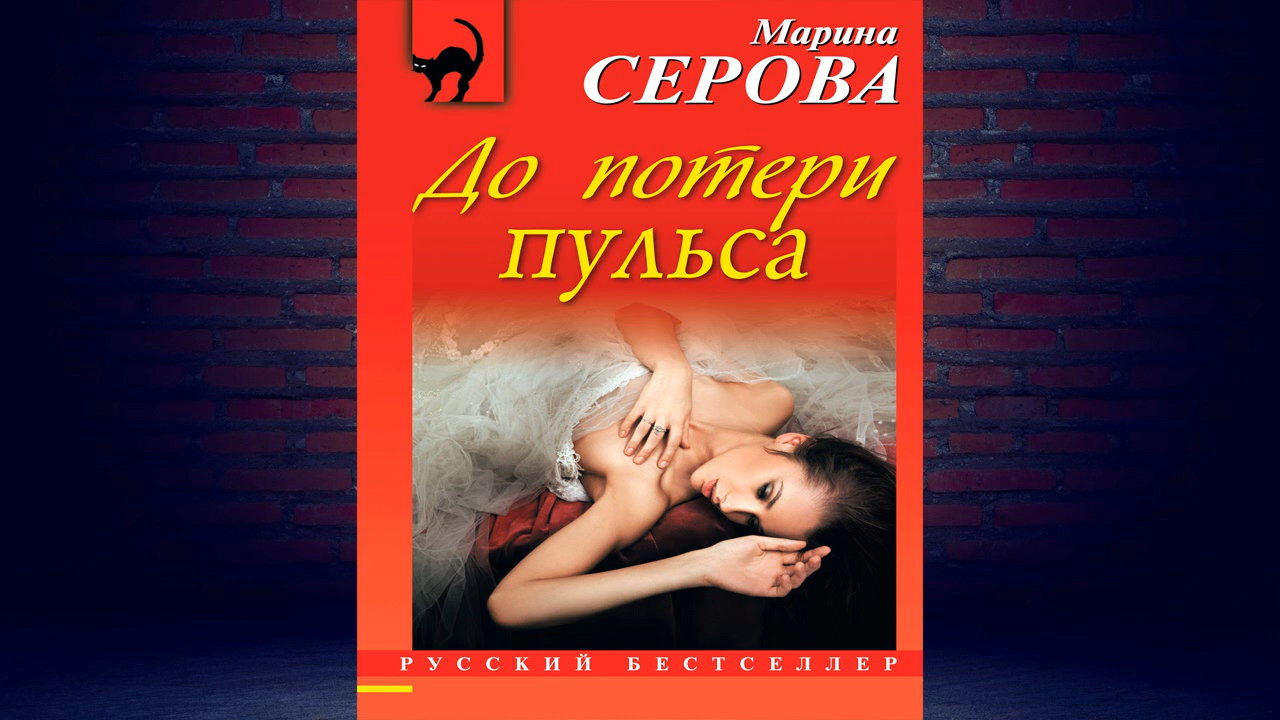 Марина
СЕРОВА
До потери
пульса
РУССКИЙ БЕСТСЕЛЛЕР